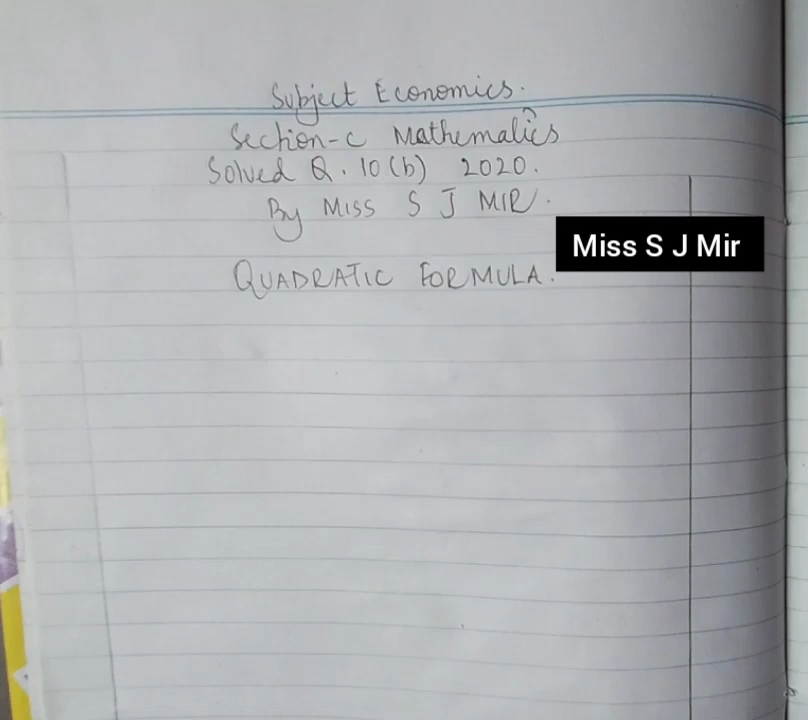 Subject Economics.
Section-C Mathematics
Solved Q. 10 (b) 2020.
By Miss S J MIR.
Miss S J Mir
QUADRATIC FORMULA.